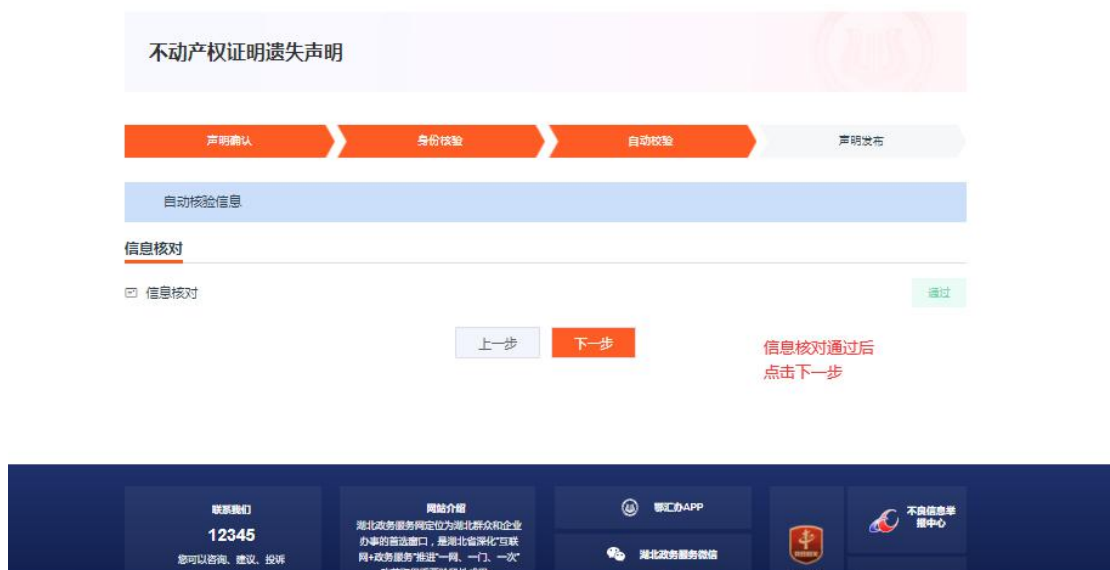 不动产权证明遗失声明
声明确认
身份核验
自动校验
声明发布
自动核验信息
信息核对
信息核对
通过
上一步
下一步
信息核对通过后
点击下一步
联系我们
12345
您可以咨询、建议、投诉
网站介绍
湖北政务服务网定位为湖北群众和企业
办事的首选窗口，是湖北省深化“互联
网+政务服务”推进“一网、一门、一次”
鄂汇办APP
湖北政务服务微信
不良信息举
报中心